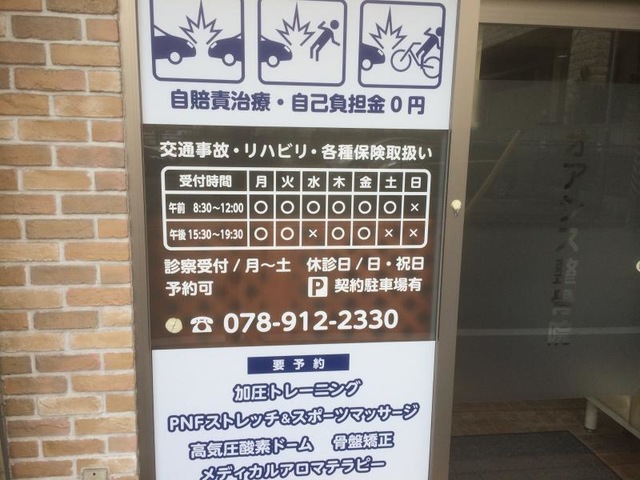 自賠責治療・自己負担金0円
交通事故・リハビリ・各種保険取扱い
受付時間 月 火 水 木 金 土 日
午前 8:30～12:00 ○ ○ ○ ○ ○ ○ ×
午後 15:30～19:30 ○ ○ × ○ ○ × ×
診察受付/月～土 休診日/日・祝日
予約可 P 契約駐車場有
☎ 078-912-2330
要予約
加圧トレーニング
PNFストレッチ&スポーツマッサージ
高気圧酸素ドーム 骨盤矯正
メディカルアロマテラピー